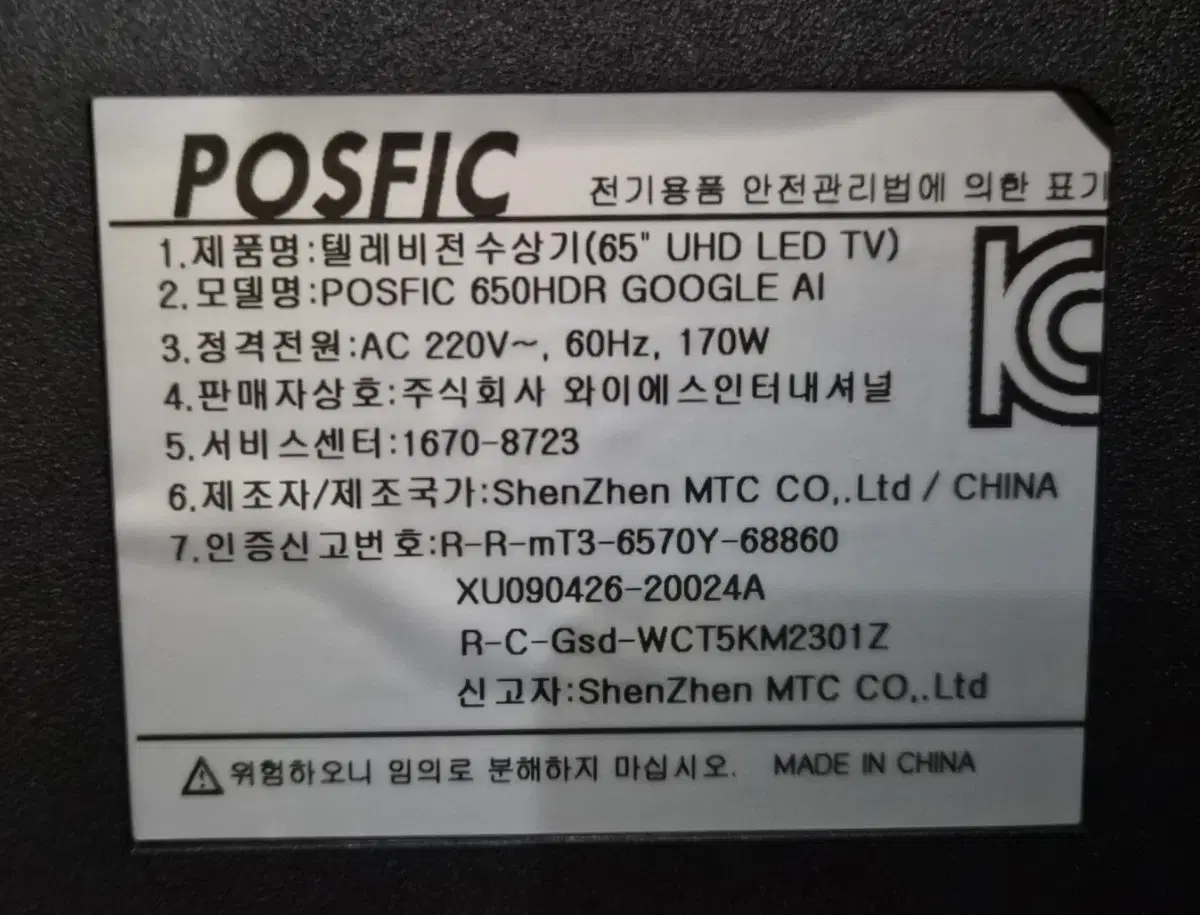 POSFIC 전기용품 안전관리법에 의한 표기
1.제품명:텔레비전수상기(65" UHD LED TV)
2.모델명:POSFIC 650HDR GOOGLE AI
3.정격전원:AC 220V~, 60Hz, 170W
4.판매자상호:주식회사 와이에스인터내셔널
5.서비스센터:1670-8723
6.제조자/제조국가:ShenZhen MTC CO,.Ltd / CHINA
7.인증신고번호:R-R-mT3-6570Y-68860
XU090426-20024A
R-C-Gsd-WCT5KM2301Z
신고자:ShenZhen MTC CO,.Ltd
위험하오니 임의로 분해하지 마십시오. MADE IN CHINA